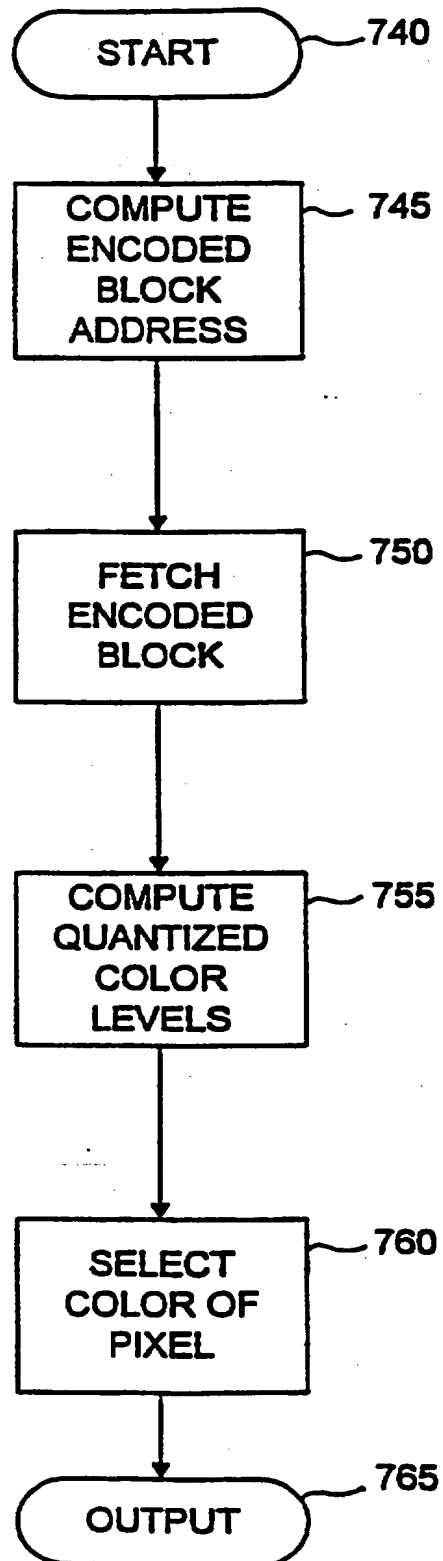 START
740
COMPUTE
745
ENCODED
BLOCK
ADDRESS
FETCH
750
ENCODED
BLOCK
COMPUTE
755
QUANTIZED
COLOR
LEVELS
SELECT
760
COLOR OF
PIXEL
OUTPUT
765